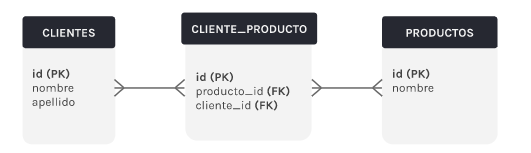 CLIENTES
id (PK)
nombre
apellido
CLIENTE_PRODUCTO
id (PK)
producto_id (FK)
cliente_id (FK)
PRODUCTOS
id (PK)
nombre